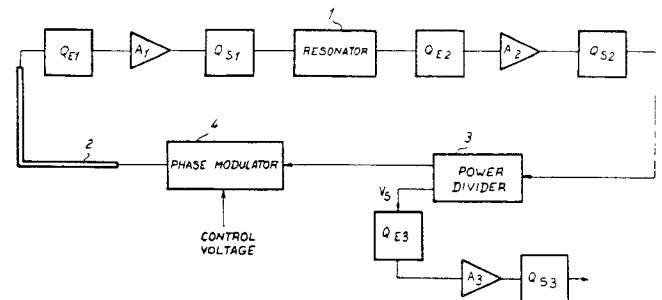 1
QE1
A1
QS1
RESONATOR
QE2
A2
QS2
2
4
PHASE MODULATOR
3
POWER
DIVIDER
VS
CONTROL
VOLTAGE
QE3
A3
QS3